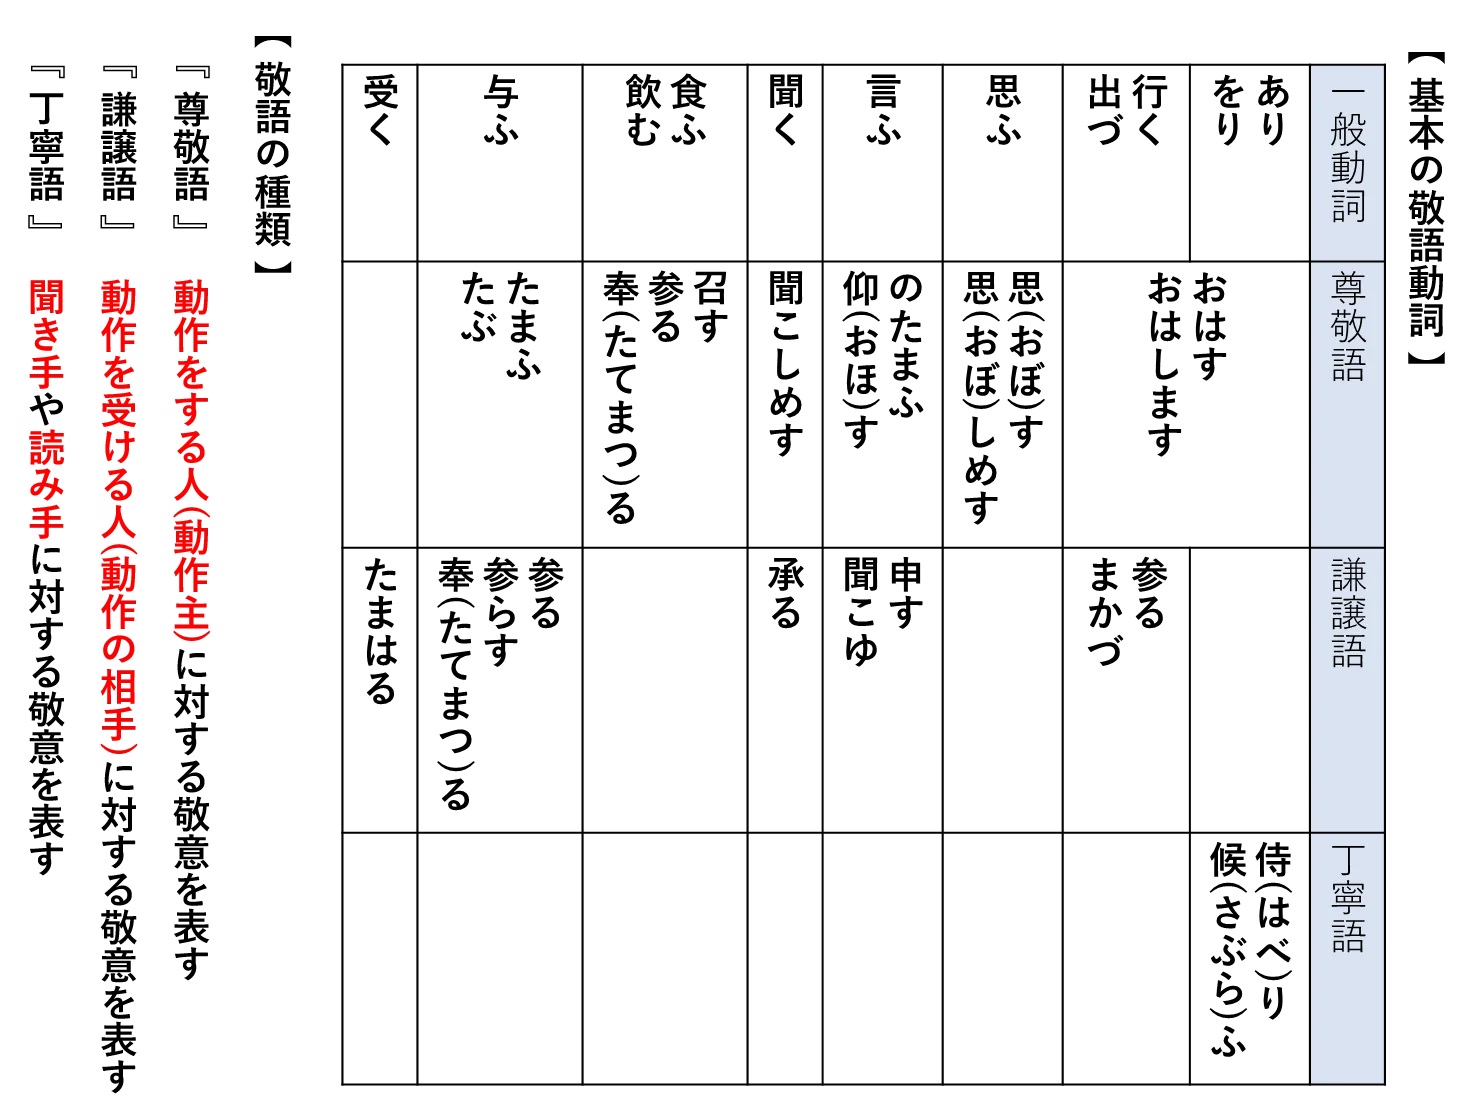 【基本の敬語動詞】
一般動詞
尊敬語
謙譲語
丁寧語
あり
をり
おはす
おはします
侍(はべ)り
候(さぶら)ふ
行く
出づ
参る
まかづ
思ふ
思(おぼ)す
思(おぼ)しめす
言ふ
のたまふ
仰(おほ)す
申す
聞こゆ
聞く
聞こしめす
承る
食ふ
飲む
召す
参る
奉(たてまつ)る
与ふ
たまふ
たぶ
参る
参らす
奉(たてまつ)る
受く
たまはる
【敬語の種類】
『尊敬語』 動作をする人(動作主)に対する敬意を表す
『謙譲語』 動作を受ける人(動作の相手)に対する敬意を表す
『丁寧語』 聞き手や読み手に対する敬意を表す